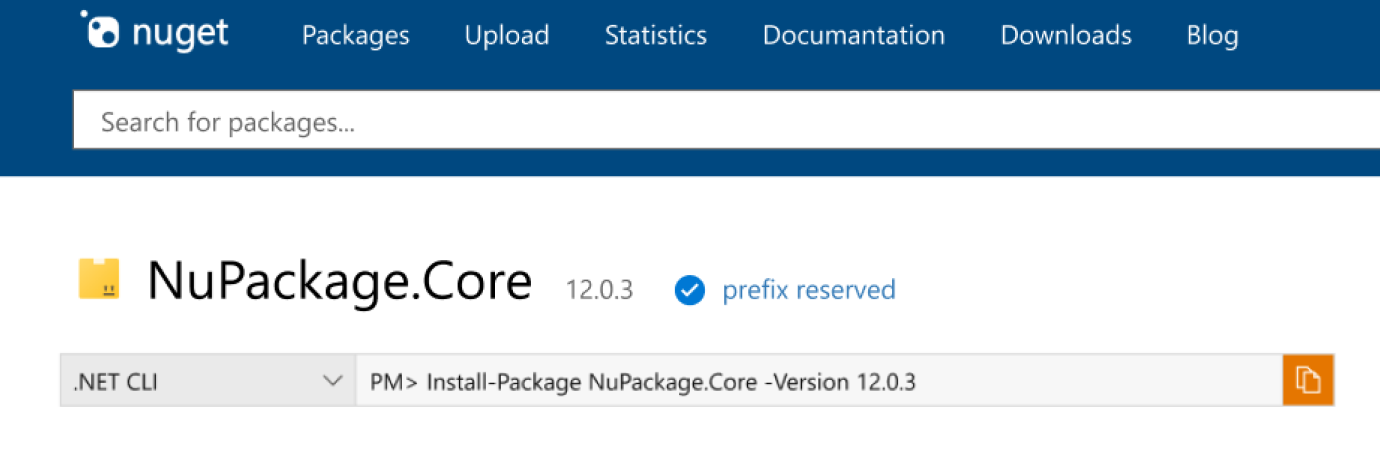 nuget Packages Upload Statistics Documantation Downloads Blog
Search for packages...
NuPackage.Core 12.0.3 prefix reserved
.NET CLI PM> Install-Package NuPackage.Core -Version 12.0.3